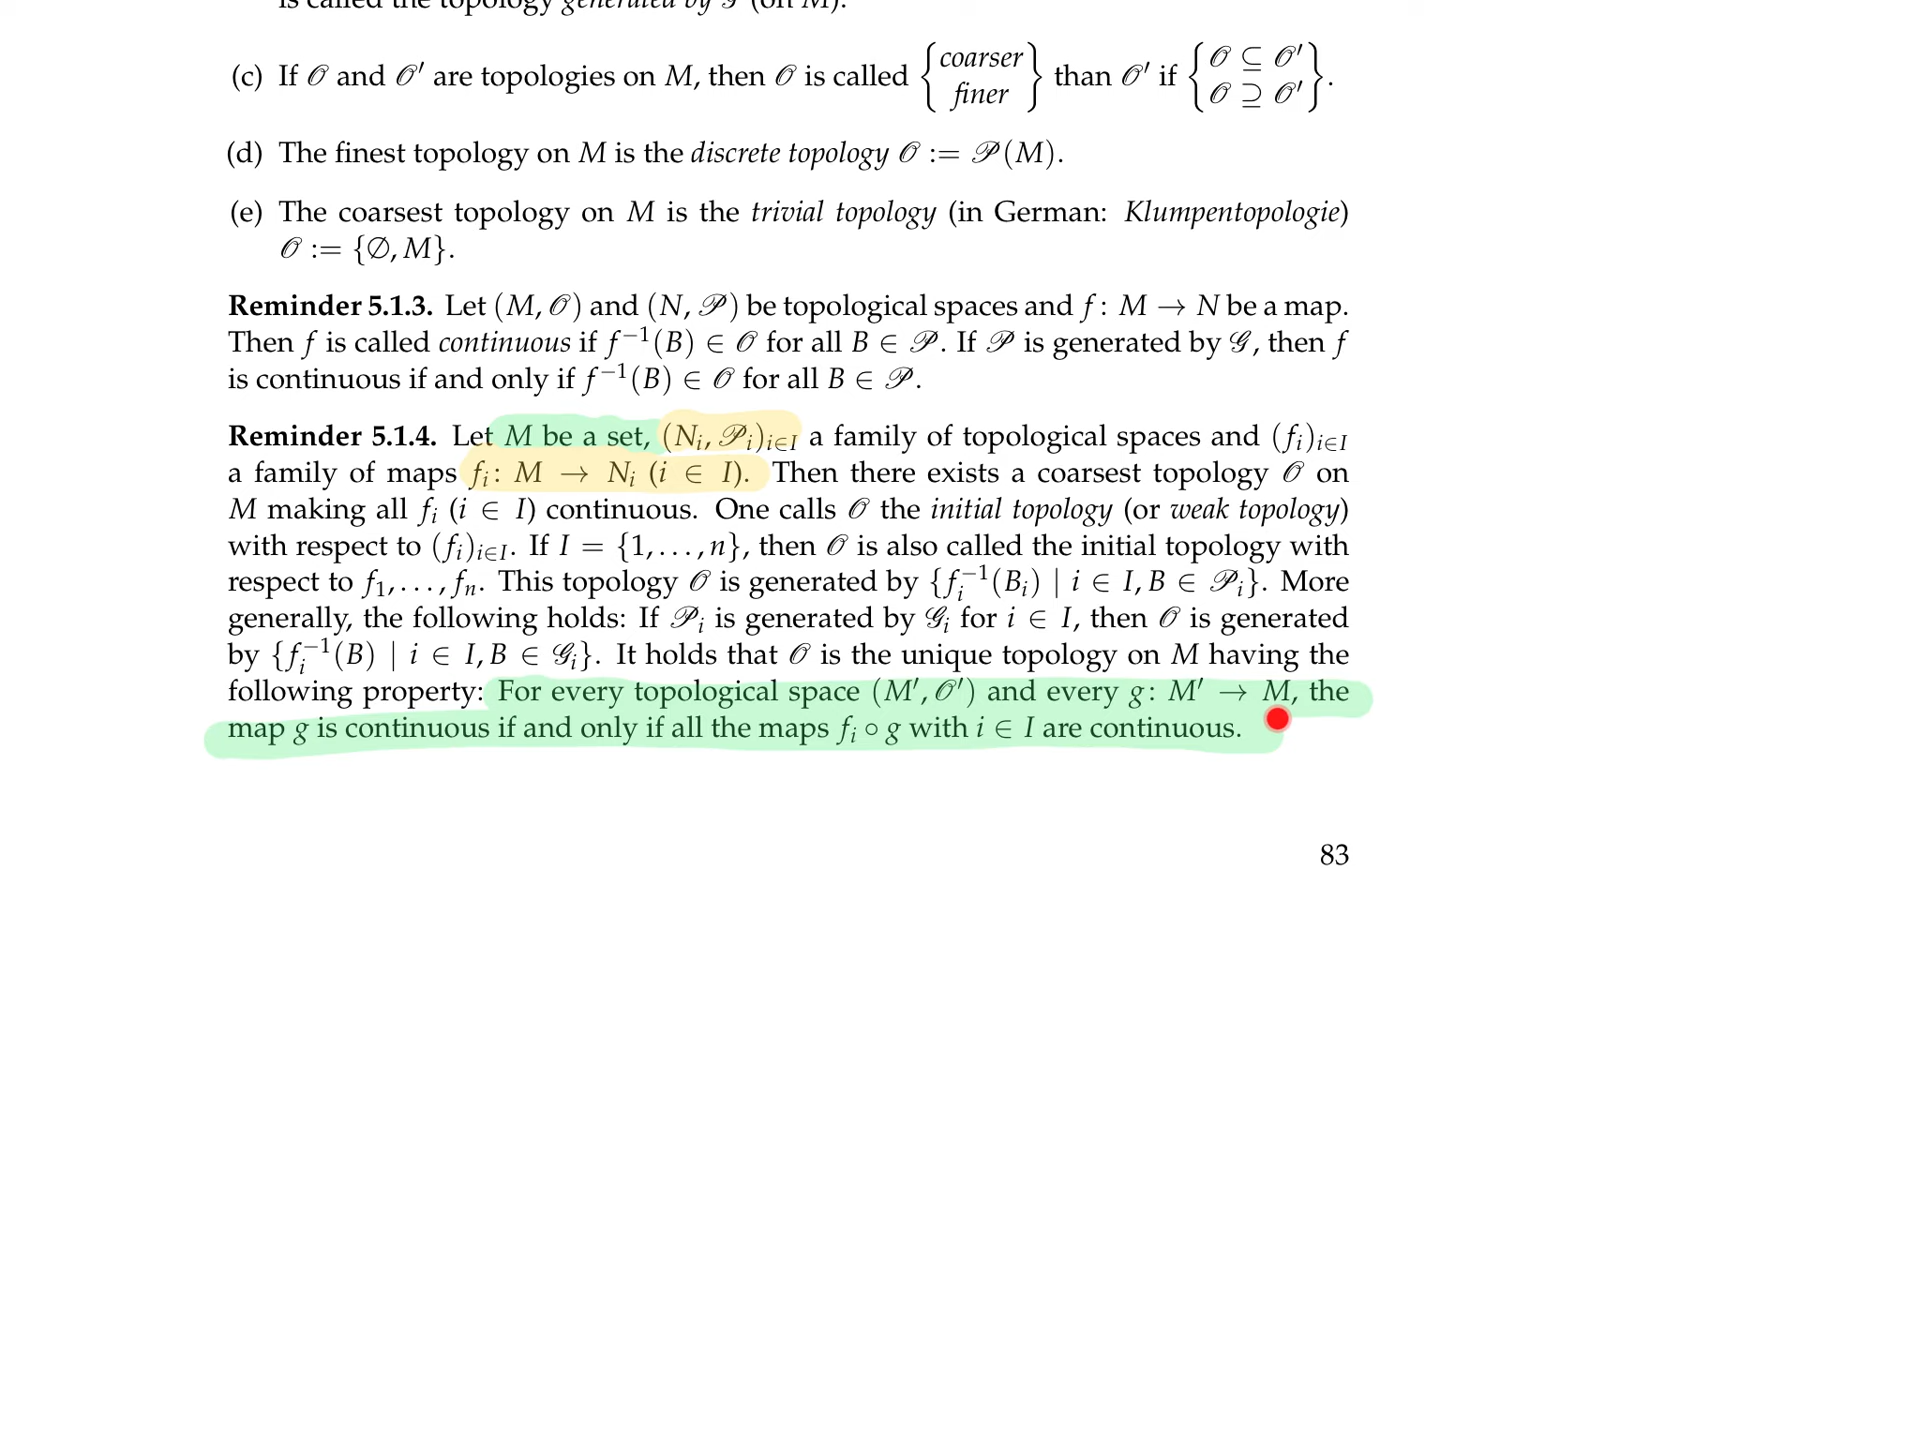 is called the topology generated by 𝒢 (on M).
(c) If 𝒪 and 𝒪′ are topologies on M, then 𝒪 is called {coarser / finer} than 𝒪′ if {𝒪 ⊆ 𝒪′ / 𝒪 ⊇ 𝒪′}.
(d) The finest topology on M is the discrete topology 𝒪 := 𝒫(M).
(e) The coarsest topology on M is the trivial topology (in German: Klumpentopologie)
𝒪 := {∅, M}.
Reminder 5.1.3. Let (M, 𝒪) and (N, 𝒫) be topological spaces and f : M → N be a map.
Then f is called continuous if f⁻¹(B) ∈ 𝒪 for all B ∈ 𝒫. If 𝒫 is generated by 𝒢, then f
is continuous if and only if f⁻¹(B) ∈ 𝒪 for all B ∈ 𝒫.
Reminder 5.1.4. Let M be a set, (Nᵢ, 𝒫ᵢ)ᵢ∈I a family of topological spaces and (fᵢ)ᵢ∈I
a family of maps fᵢ : M → Nᵢ (i ∈ I). Then there exists a coarsest topology 𝒪 on
M making all fᵢ (i ∈ I) continuous. One calls 𝒪 the initial topology (or weak topology)
with respect to (fᵢ)ᵢ∈I. If I = {1, . . . , n}, then 𝒪 is also called the initial topology with
respect to f₁, . . . , fₙ. This topology 𝒪 is generated by {fᵢ⁻¹(Bᵢ) | i ∈ I, B ∈ 𝒫ᵢ}. More
generally, the following holds: If 𝒫ᵢ is generated by 𝒢ᵢ for i ∈ I, then 𝒪 is generated
by {fᵢ⁻¹(B) | i ∈ I, B ∈ 𝒢ᵢ}. It holds that 𝒪 is the unique topology on M having the
following property: For every topological space (M′, 𝒪′) and every g : M′ → M, the
map g is continuous if and only if all the maps fᵢ ∘ g with i ∈ I are continuous.
83